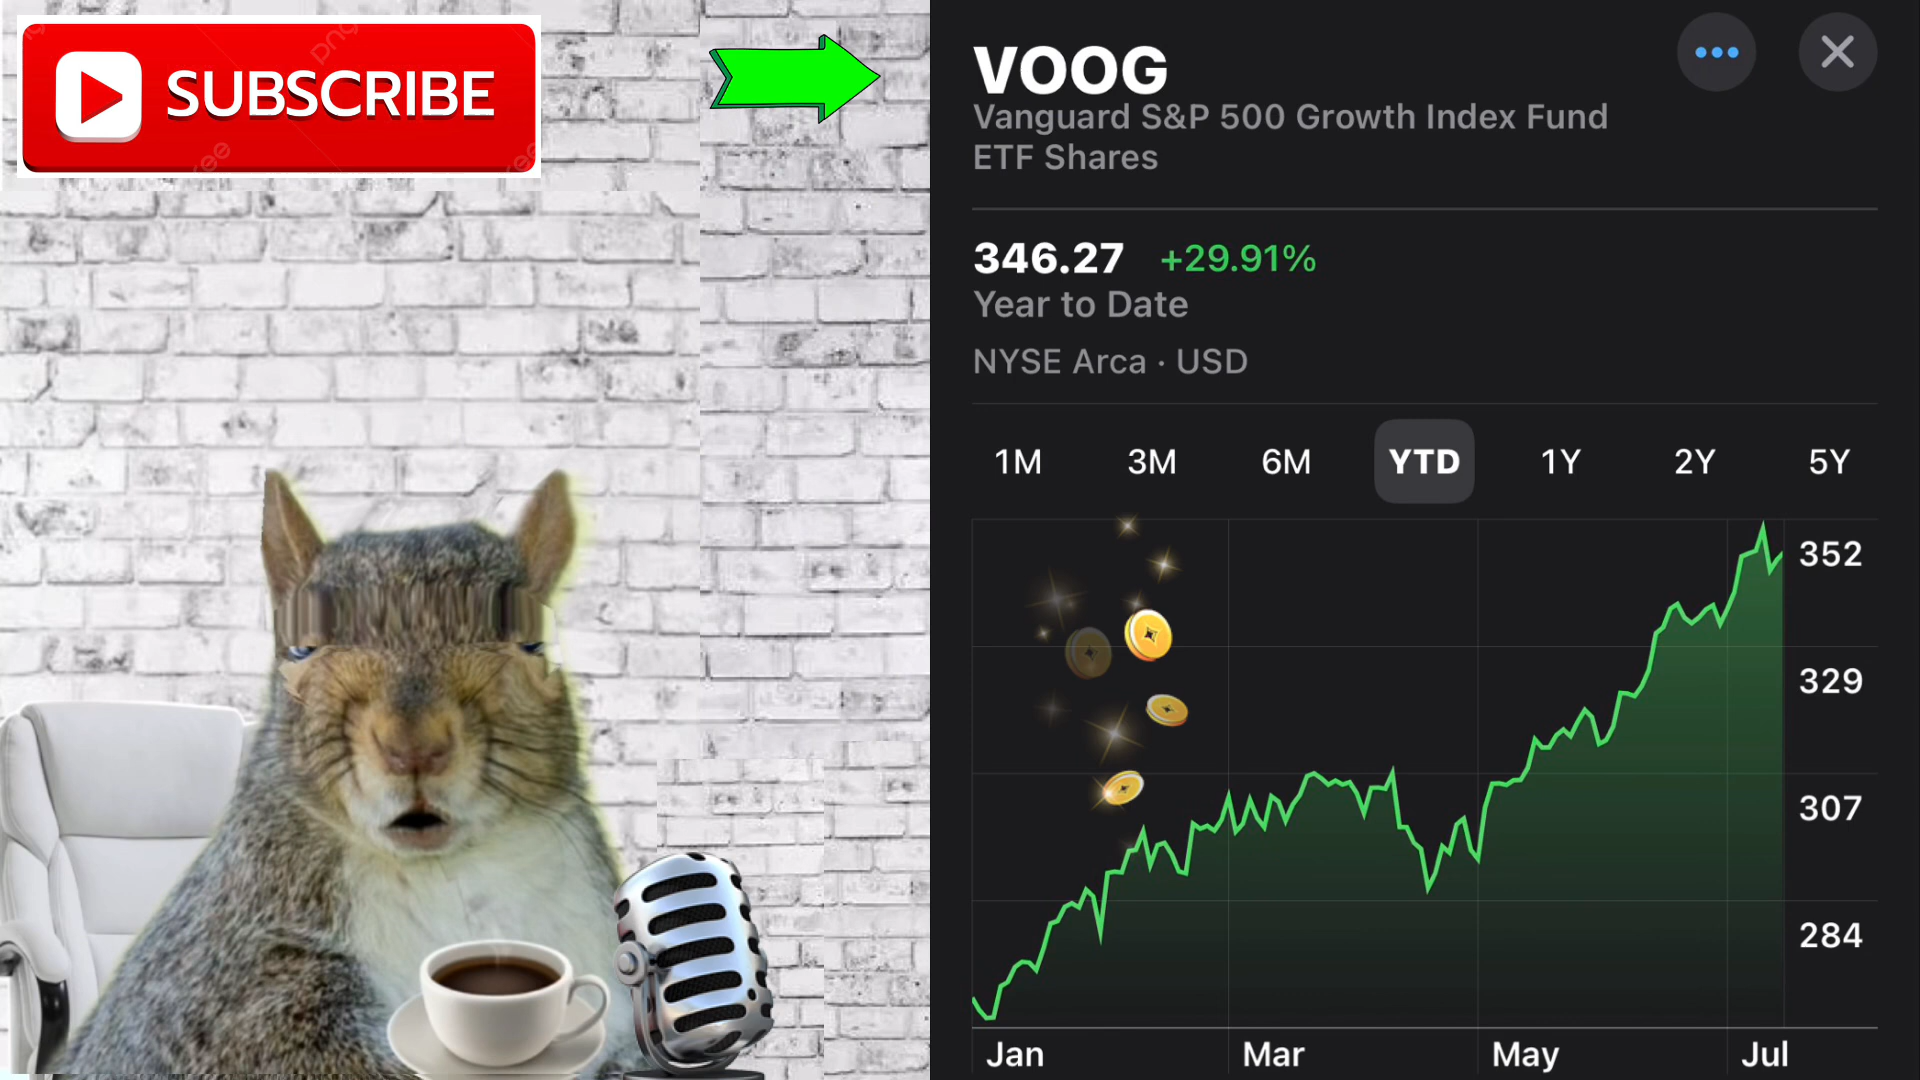 SUBSCRIBE
VOOG
Vanguard S&P 500 Growth Index Fund
ETF Shares
346.27 +29.91%
Year to Date
NYSE Arca · USD
1M 3M 6M YTD 1Y 2Y 5Y
352
329
307
284
Jan Mar May Jul